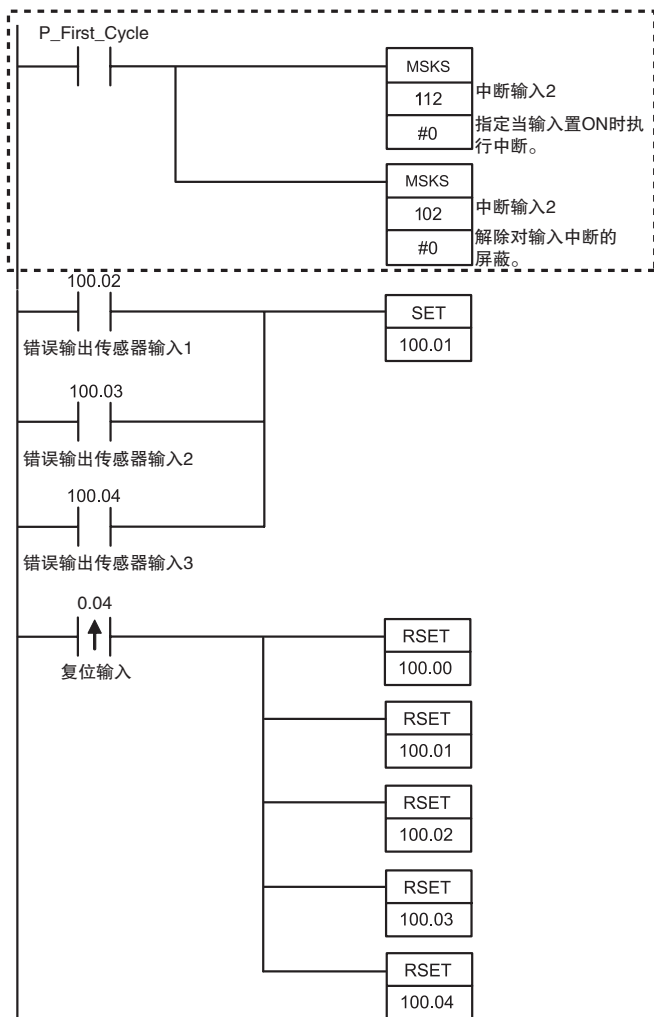 P_First_Cycle
MSKS
112
中断输入2
#0
指定当输入置ON时执
行中断。
MSKS
102
中断输入2
#0
解除对输入中断的
屏蔽。
100.02
错误输出传感器输入1
SET
100.01
100.03
错误输出传感器输入2
100.04
错误输出传感器输入3
0.04
复位输入
RSET
100.00
RSET
100.01
RSET
100.02
RSET
100.03
RSET
100.04